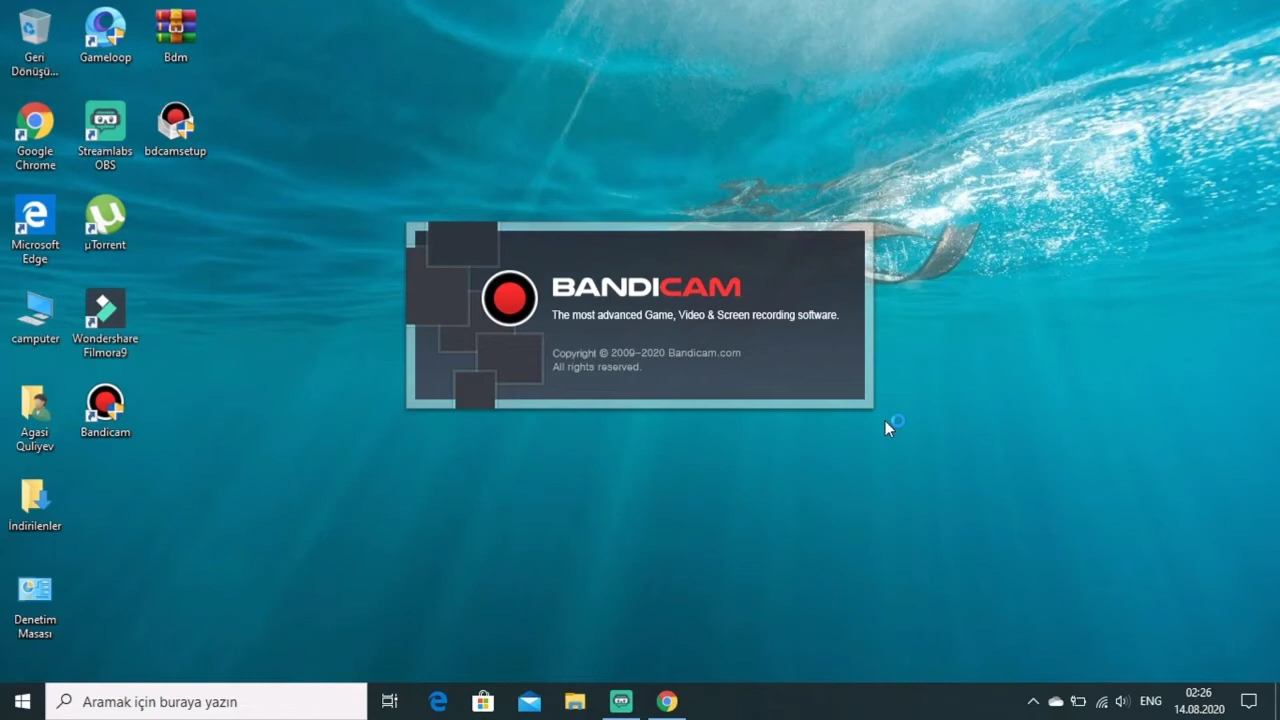 Geri
Dönüşü...
Gameloop
Bdm
Google
Chrome
Streamlabs
OBS
bdcamsetup
Microsoft
Edge
µTorrent
camputer
Wondershare
Filmora9
Agasi
Quliyev
Bandicam
İndirilenler
Denetim
Masası
BANDICAM
The most advanced Game, Video & Screen recording software.
Copyright © 2009-2020 Bandicam.com
All rights reserved.
Aramak için buraya yazın
ENG
02:26
14.08.2020